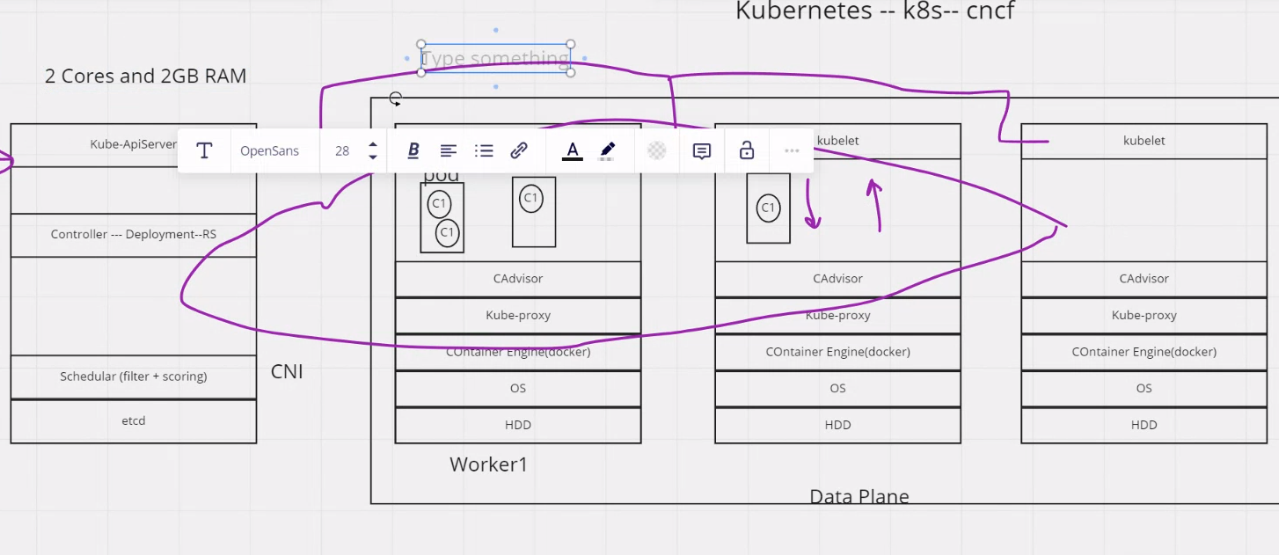 Kubernetes -- k8s-- cncf
Type something
2 Cores and 2GB RAM
Kube-ApiServer
OpenSans
28
B
A
kubelet
kubelet
pod
C1
C1
C1
C1
Controller --- Deployment--RS
CAdvisor
CAdvisor
CAdvisor
Kube-proxy
Kube-proxy
Kube-proxy
COntainer Engine(docker)
COntainer Engine(docker)
COntainer Engine(docker)
Schedular (filter + scoring)
CNI
OS
OS
OS
etcd
HDD
HDD
HDD
Worker1
Data Plane